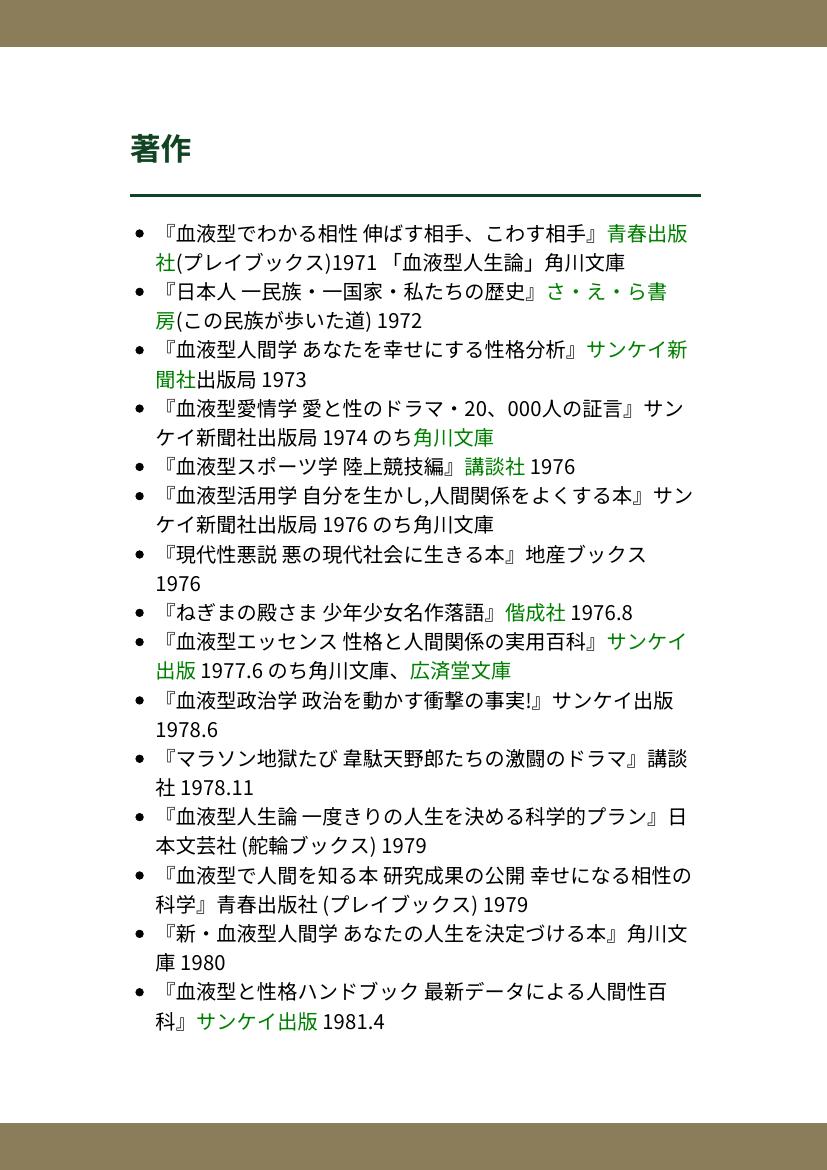 著作
• 『血液型でわかる相性 伸ばす相手、こわす相手』青春出版
社(プレイブックス)1971 「血液型人生論」角川文庫
• 『日本人 一民族・一国家・私たちの歴史』さ・え・ら書
房(この民族が歩いた道) 1972
• 『血液型人間学 あなたを幸せにする性格分析』サンケイ新
聞社出版局 1973
• 『血液型愛情学 愛と性のドラマ・20、000人の証言』サン
ケイ新聞社出版局 1974 のち角川文庫
• 『血液型スポーツ学 陸上競技編』講談社 1976
• 『血液型活用学 自分を生かし,人間関係をよくする本』サン
ケイ新聞社出版局 1976 のち角川文庫
• 『現代性悪説 悪の現代社会に生きる本』地産ブックス
1976
• 『ねぎまの殿さま 少年少女名作落語』偕成社 1976.8
• 『血液型エッセンス 性格と人間関係の実用百科』サンケイ
出版 1977.6 のち角川文庫、広済堂文庫
• 『血液型政治学 政治を動かす衝撃の事実!』サンケイ出版
1978.6
• 『マラソン地獄たび 韋駄天野郎たちの激闘のドラマ』講談
社 1978.11
• 『血液型人生論 一度きりの人生を決める科学的プラン』日
本文芸社 (舵輪ブックス) 1979
• 『血液型で人間を知る本 研究成果の公開 幸せになる相性の
科学』青春出版社 (プレイブックス) 1979
• 『新・血液型人間学 あなたの人生を決定づける本』角川文
庫 1980
• 『血液型と性格ハンドブック 最新データによる人間性百
科』サンケイ出版 1981.4